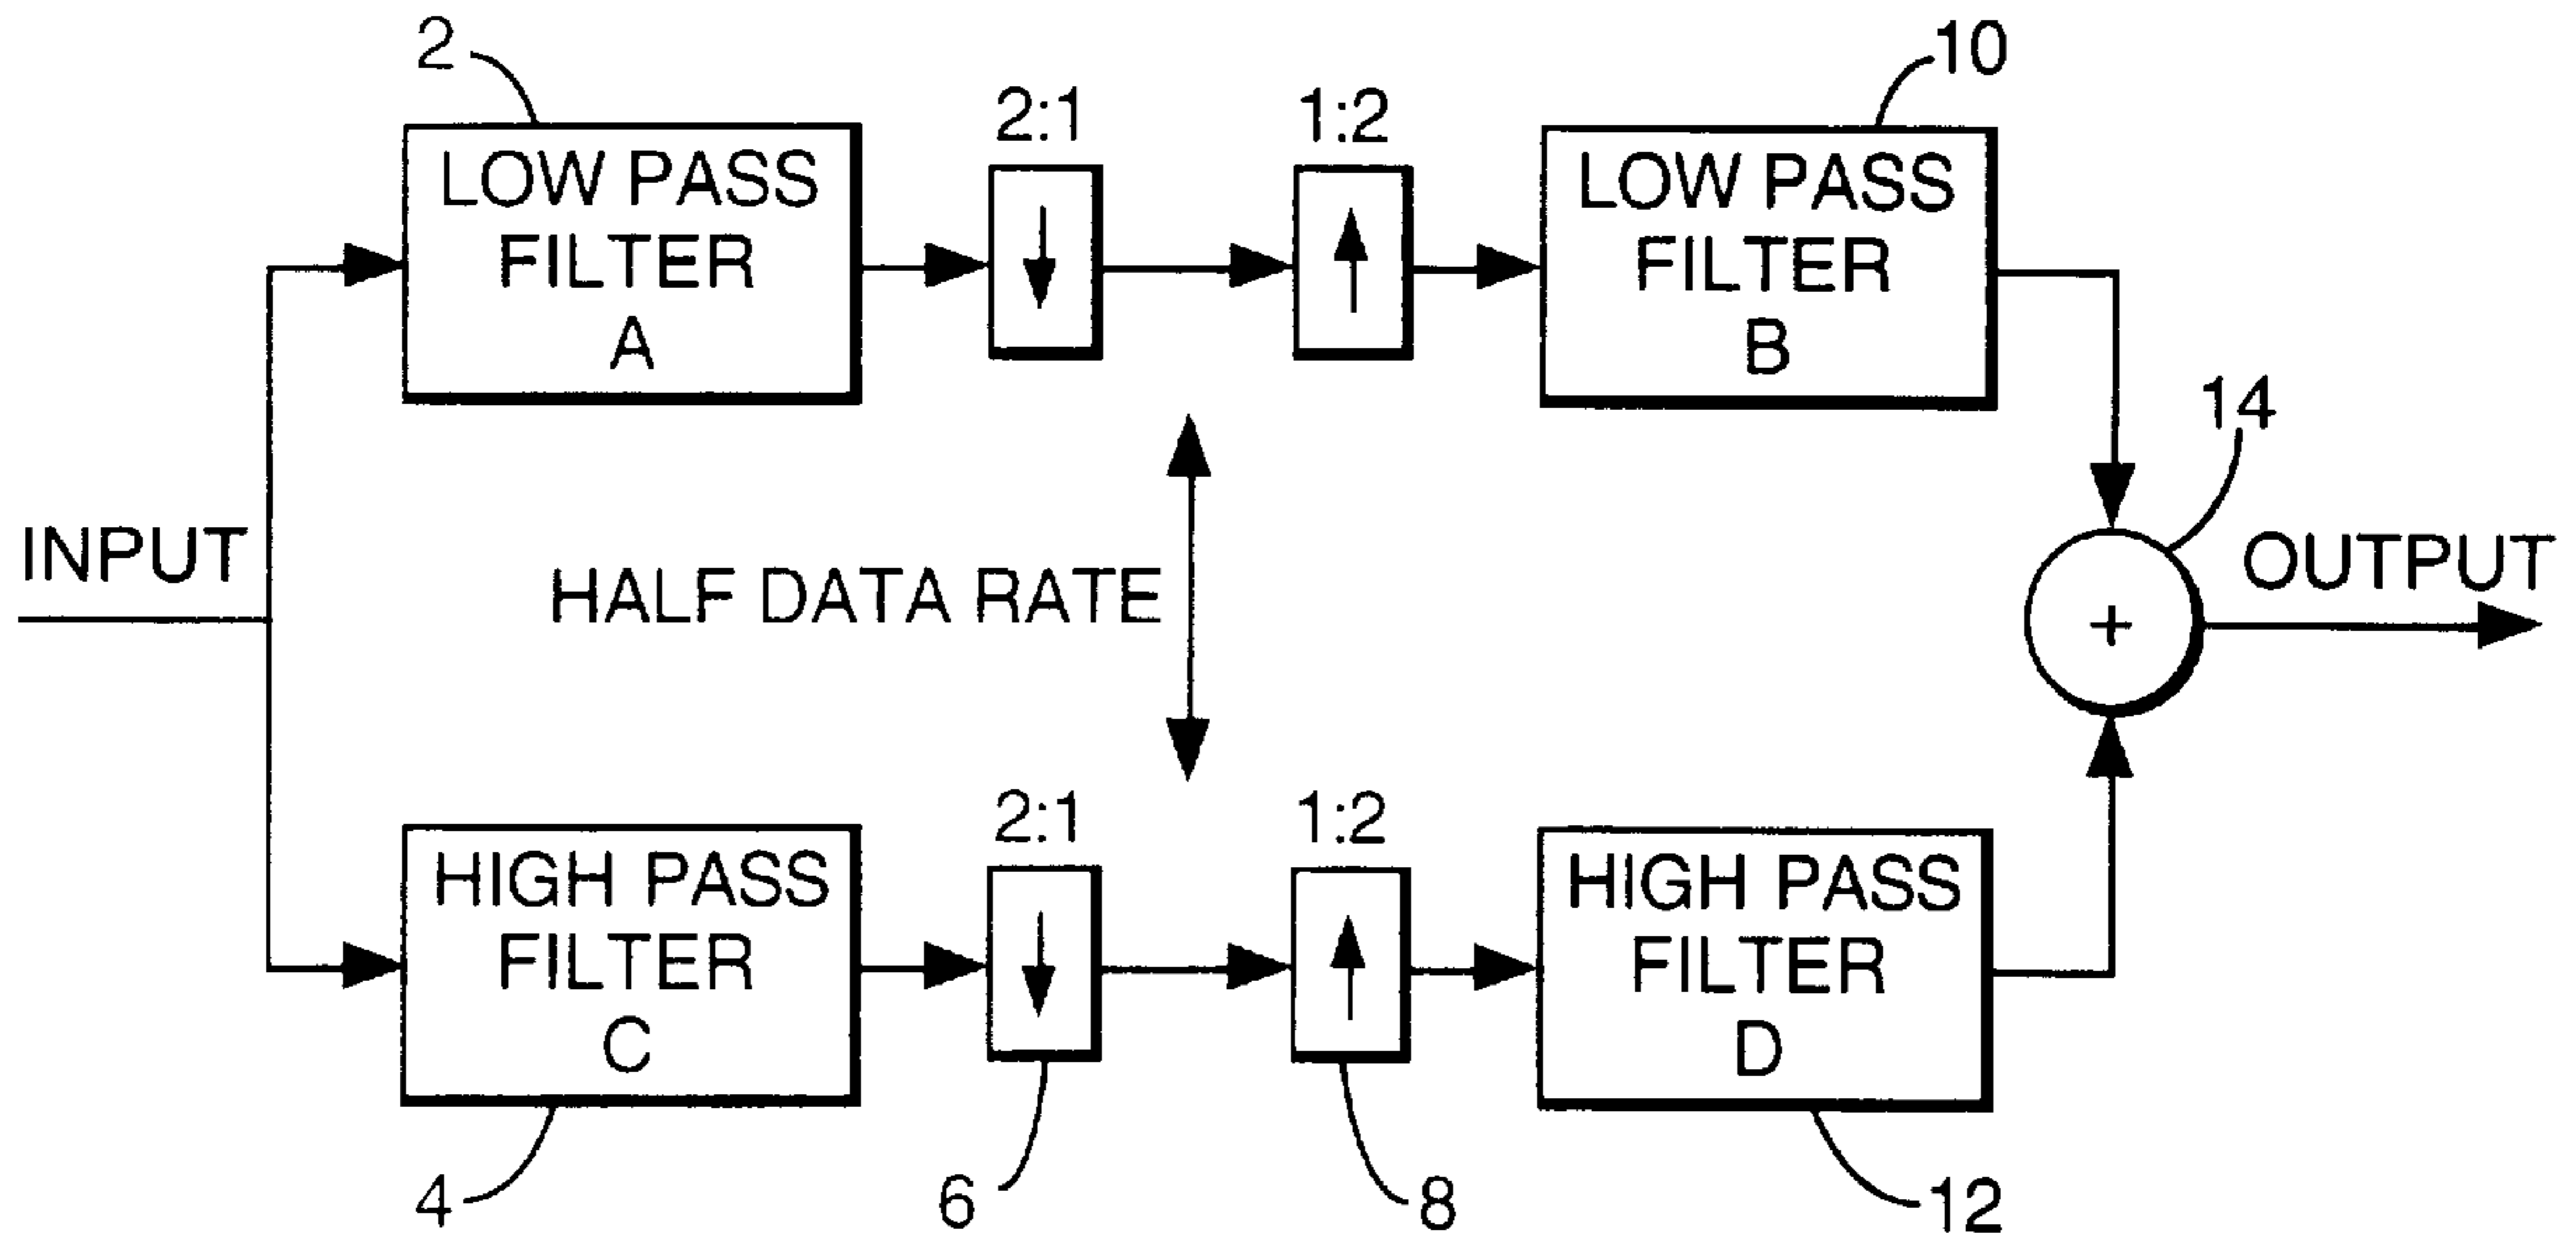 2
10
2:1
1:2
LOW PASS
FILTER
A
LOW PASS
FILTER
B
14
INPUT
HALF DATA RATE
+
OUTPUT
2:1
1:2
HIGH PASS
FILTER
C
HIGH PASS
FILTER
D
4
6
8
12